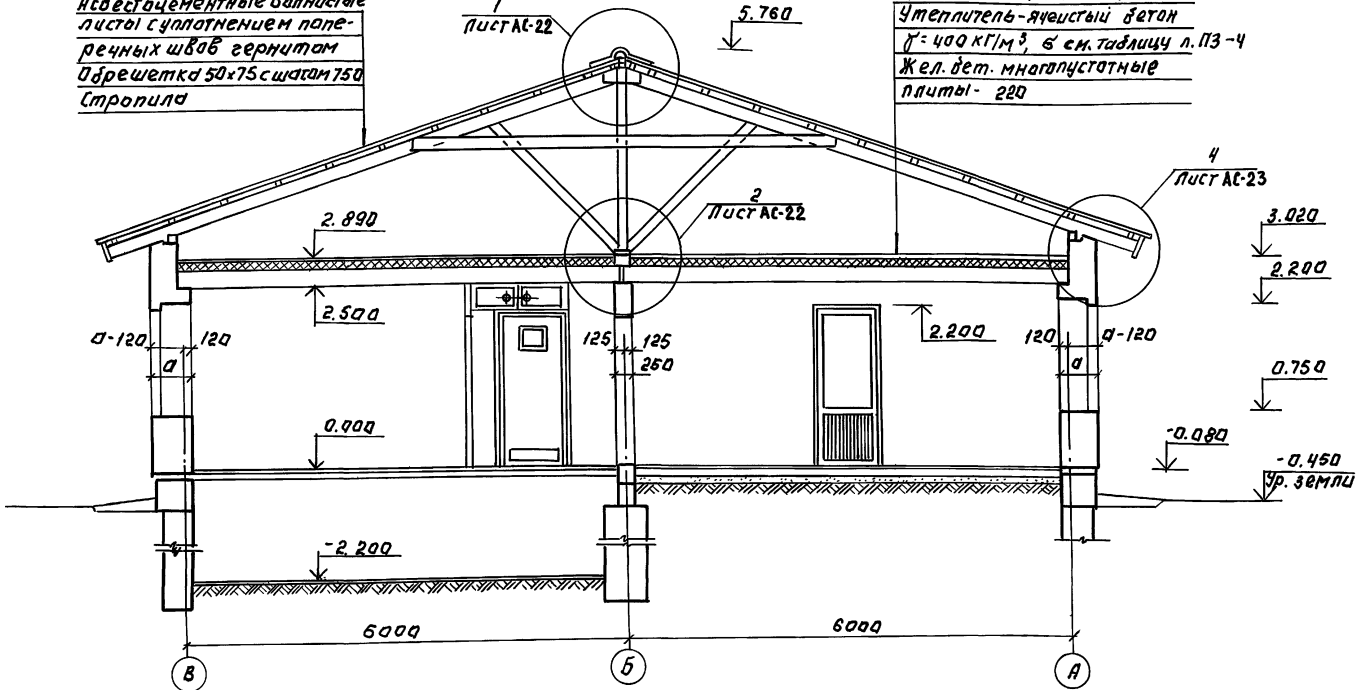 Асбестоцементные волнистые
листы с уплотнением попе-
речных швов гернитом
Обрешетка 50×75 с шагом 750
Стропила
1
Лист АС-22
5.760
Утеплитель-ячеистый бетон
γ=400 кг/м³, б см. таблицу л. ПЗ-4
Жел. бет. многопустотные
плиты- 220
4
Лист АС-23
2
Лист АС-22
2.890
3.020
2.200
2.500
2.200
а-120 120
125 125
120 а-120
а
250
а
0.750
0.000
-0.080
-0.450
Ур. земли
-2.200
6000
6000
В
Б
А